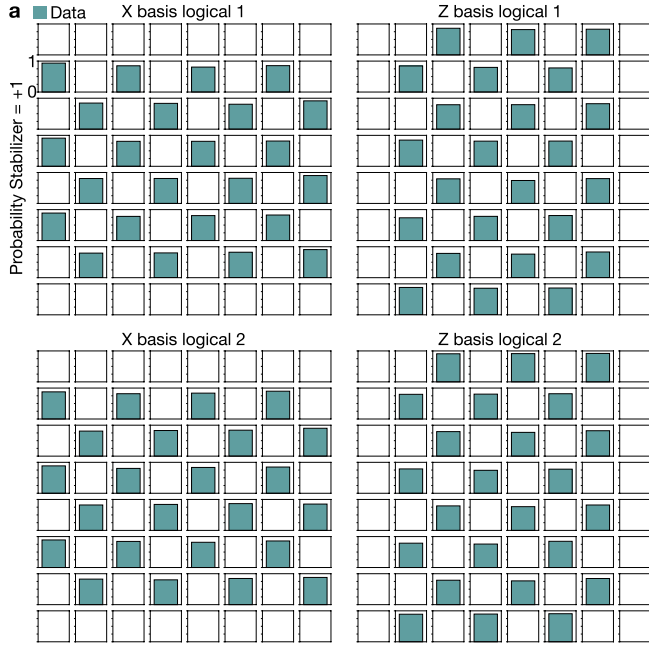 a Data X basis logical 1 Z basis logical 1
1
0
Probability Stabilizer = +1
X basis logical 2 Z basis logical 2